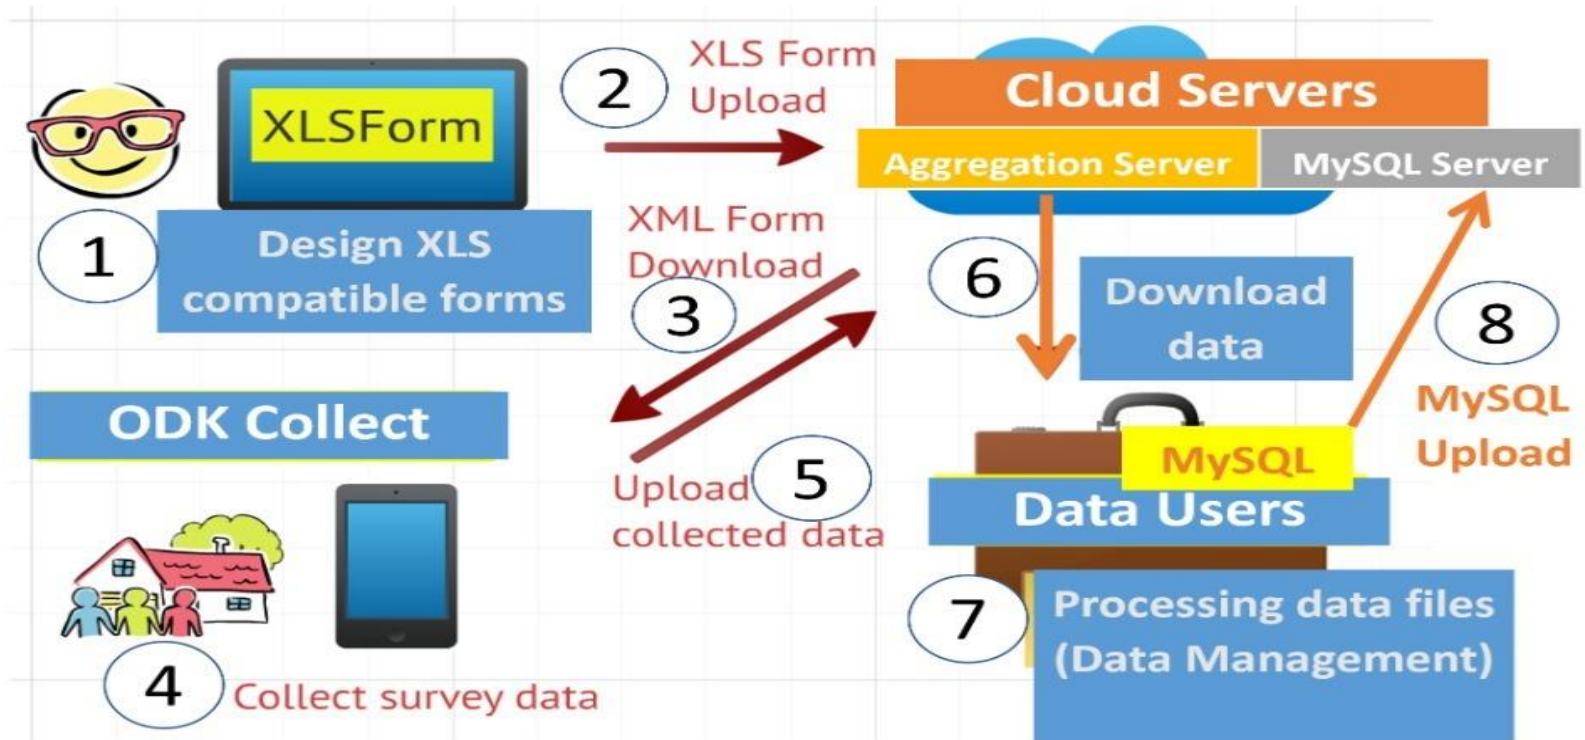 1
XLSForm
Design XLS
compatible forms
2
XLS Form
Upload
Cloud Servers
Aggregation Server
MySQL Server
XML Form
Download
3
ODK Collect
4
Collect survey data
5
Upload
collected data
6
Download
data
MySQL
Data Users
7
Processing data files
(Data Management)
8
MySQL
Upload